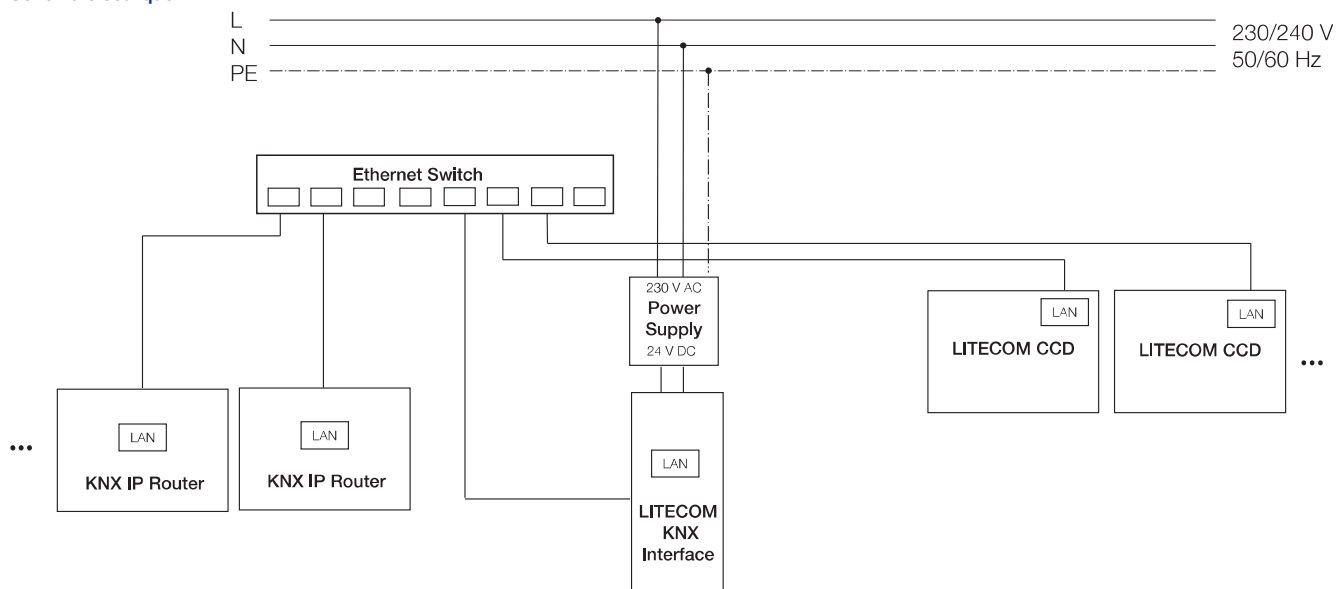 L
N
PE
230/240 V
50/60 Hz
Ethernet Switch
230 V AC
Power
Supply
24 V DC
LAN
LITECOM CCD
LAN
LITECOM CCD
...
...
LAN
KNX IP Router
LAN
KNX IP Router
LAN
LITECOM
KNX
Interface